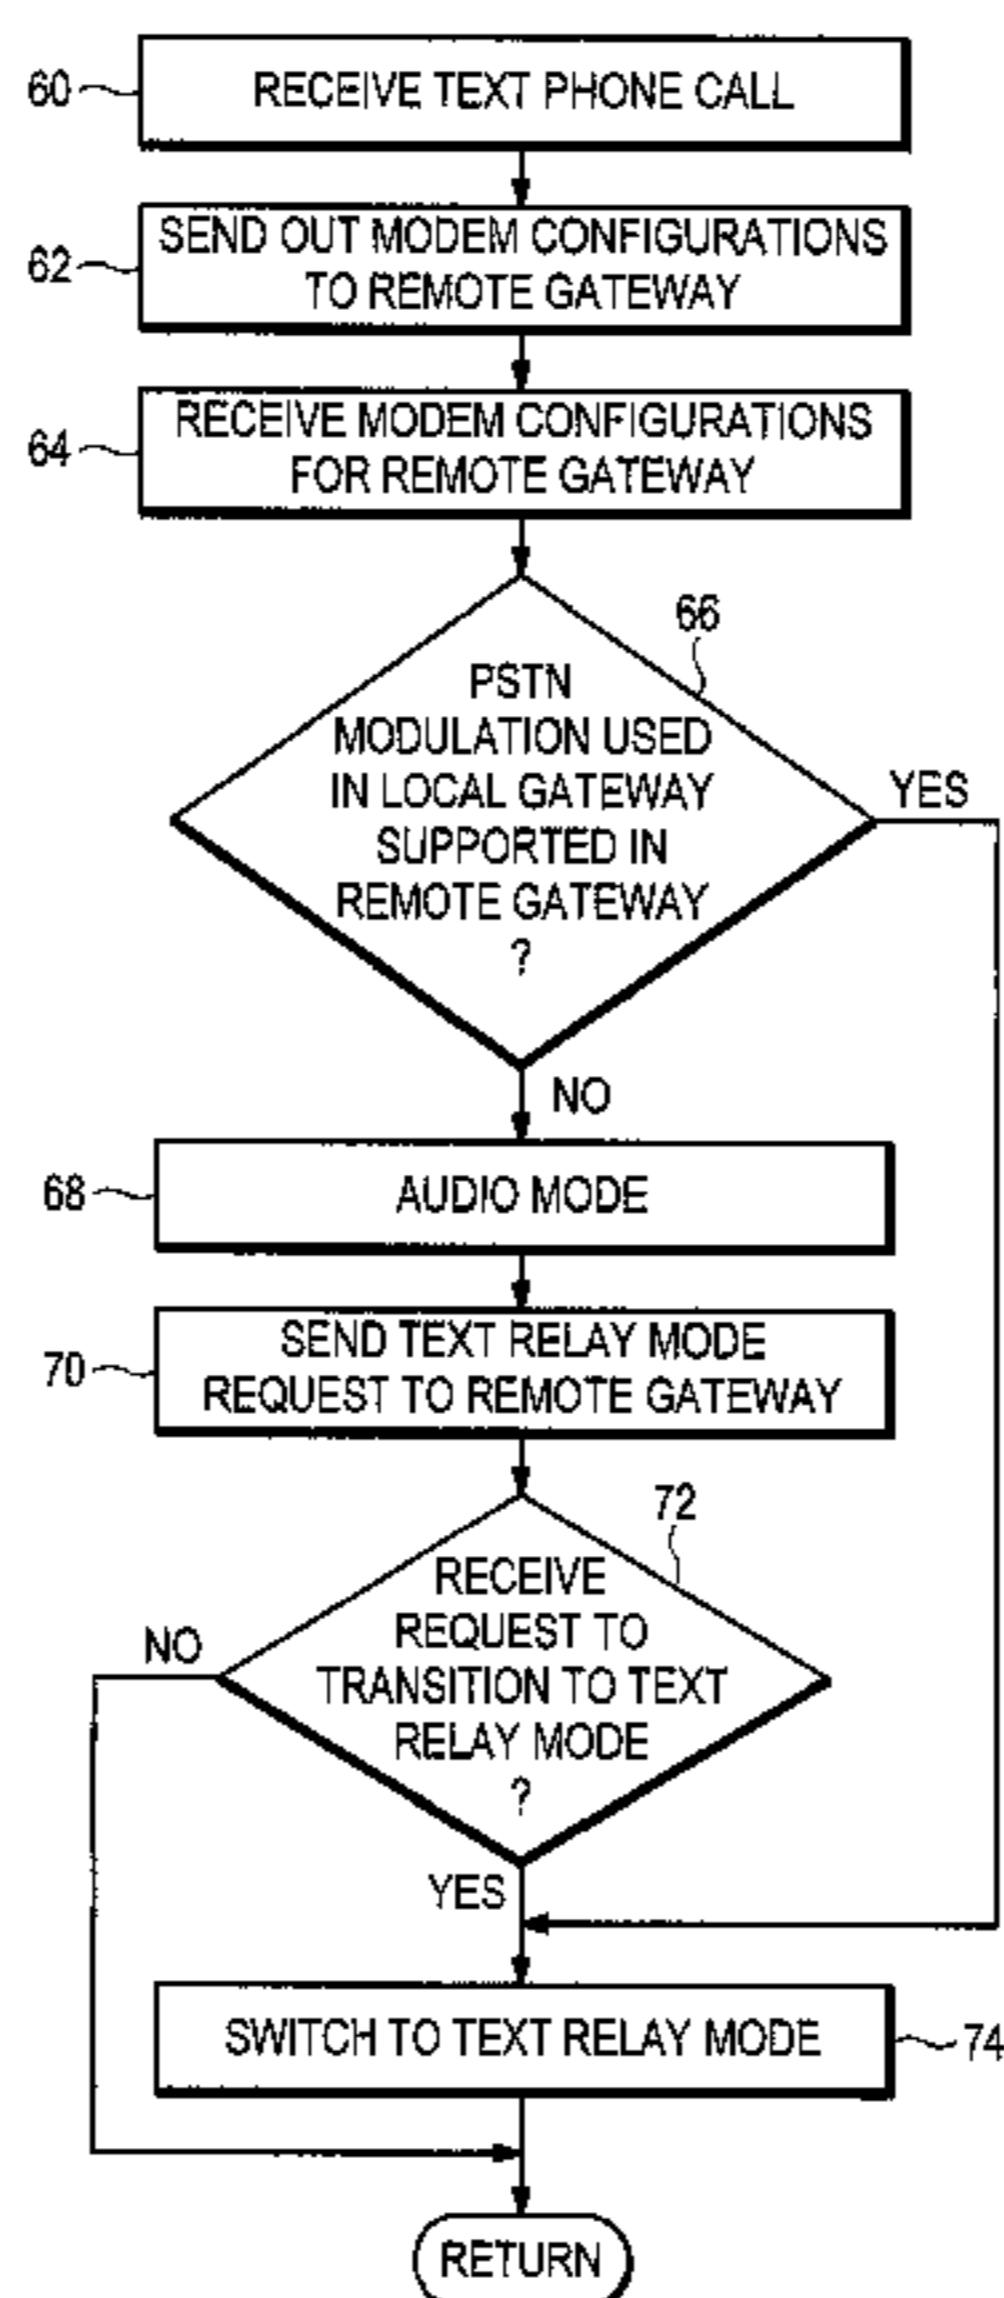 60
RECEIVE TEXT PHONE CALL
62
SEND OUT MODEM CONFIGURATIONS
TO REMOTE GATEWAY
64
RECEIVE MODEM CONFIGURATIONS
FOR REMOTE GATEWAY
66
PSTN
MODULATION USED
IN LOCAL GATEWAY
SUPPORTED IN
REMOTE GATEWAY
?
YES
NO
68
AUDIO MODE
70
SEND TEXT RELAY MODE
REQUEST TO REMOTE GATEWAY
72
RECEIVE
REQUEST TO
TRANSITION TO TEXT
RELAY MODE
?
NO
YES
SWITCH TO TEXT RELAY MODE
74
RETURN